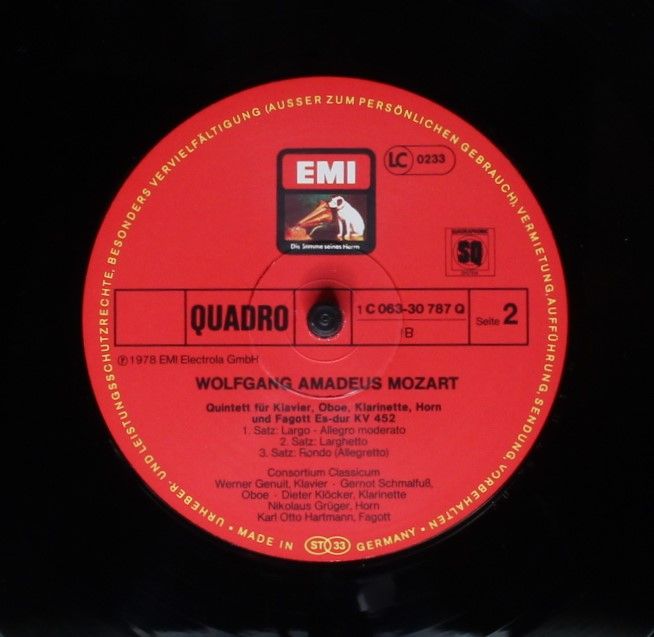 URHEBER- UND LEISTUNGSSCHUTZRECHTE, BESONDERS VERVIELFÄLTIGUNG (AUSSER ZUM PERSÖNLICHEN GEBRAUCH), VERMIETUNG, AUFFÜHRUNG, SENDUNG, VORBEHALTEN
EMI
Die Stimme seines Herrn
LC 0233
QUADRAPHONIC
SQ
QUADRO
1 C 063-30 787 Q
B
Seite 2
Ⓟ 1978 EMI Electrola GmbH
WOLFGANG AMADEUS MOZART
Quintett für Klavier, Oboe, Klarinette, Horn
und Fagott Es-dur KV 452
1. Satz: Largo - Allegro moderato
2. Satz: Larghetto
3. Satz: Rondo (Allegretto)
Consortium Classicum
Werner Genuit, Klavier · Gernot Schmalfuß,
Oboe · Dieter Klöcker, Klarinette
Nikolaus Grüger, Horn
Karl Otto Hartmann, Fagott
· MADE IN ST 33 GERMANY ·